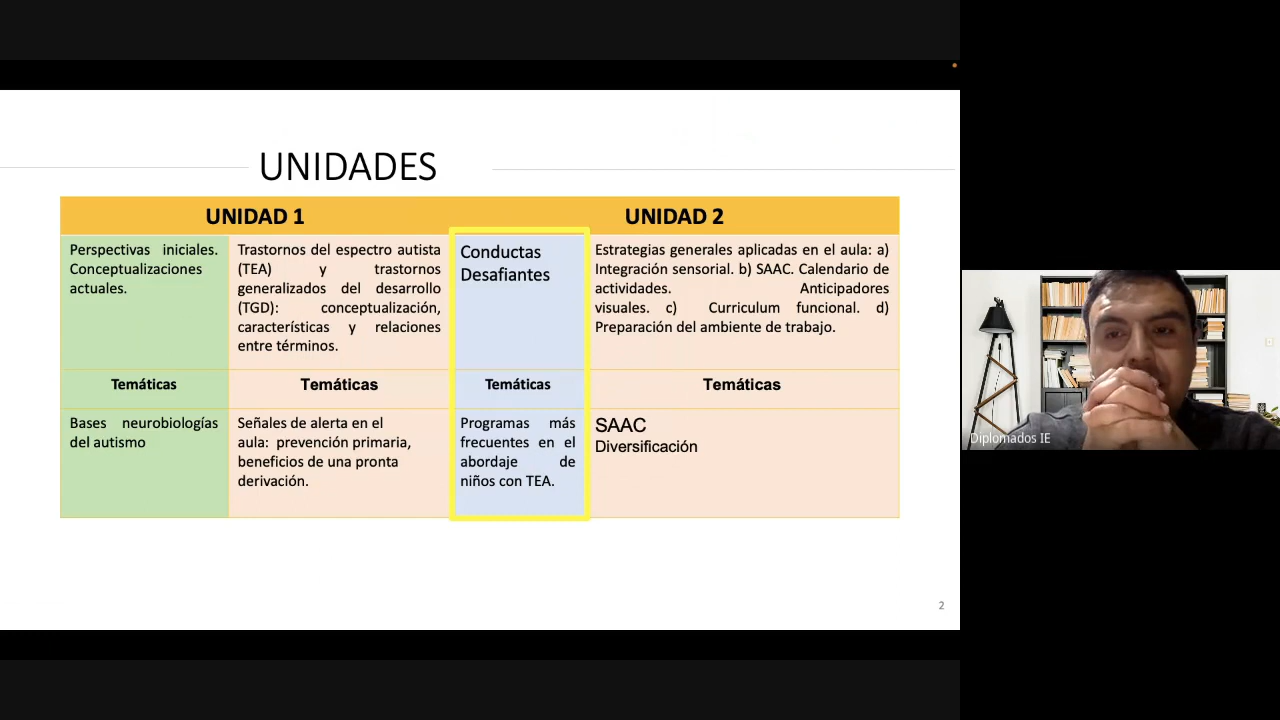 UNIDADES
UNIDAD 1
UNIDAD 2
Perspectivas iniciales.
Conceptualizaciones
actuales.
Trastornos del espectro autista
(TEA) y trastornos
generalizados del desarrollo
(TGD): conceptualización,
características y relaciones
entre términos.
Conductas
Desafiantes
Estrategias generales aplicadas en el aula: a)
Integración sensorial. b) SAAC. Calendario de
actividades. Anticipadores
visuales. c) Curriculum funcional. d)
Preparación del ambiente de trabajo.
Temáticas
Temáticas
Temáticas
Temáticas
Bases neurobiologías
del autismo
Señales de alerta en el
aula: prevención primaria,
beneficios de una pronta
derivación.
Programas más
frecuentes en el
abordaje de
niños con TEA.
SAAC
Diversificación
2
Diplomados IE